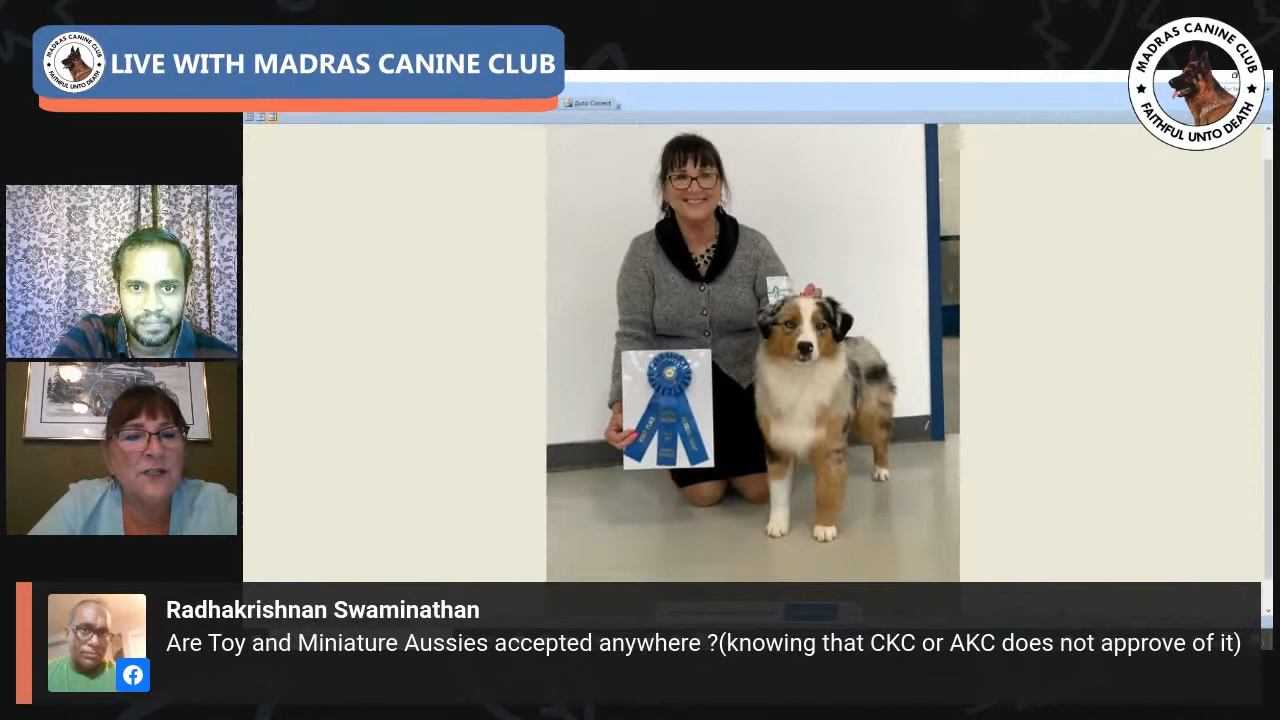 MADRAS CANINE CLUB
FAITHFUL UNTO DEATH
LIVE WITH MADRAS CANINE CLUB
MADRAS CANINE CLUB
FAITHFUL UNTO DEATH
Auto Correct
Radhakrishnan Swaminathan
Are Toy and Miniature Aussies accepted anywhere ?(knowing that CKC or AKC does not approve of it)